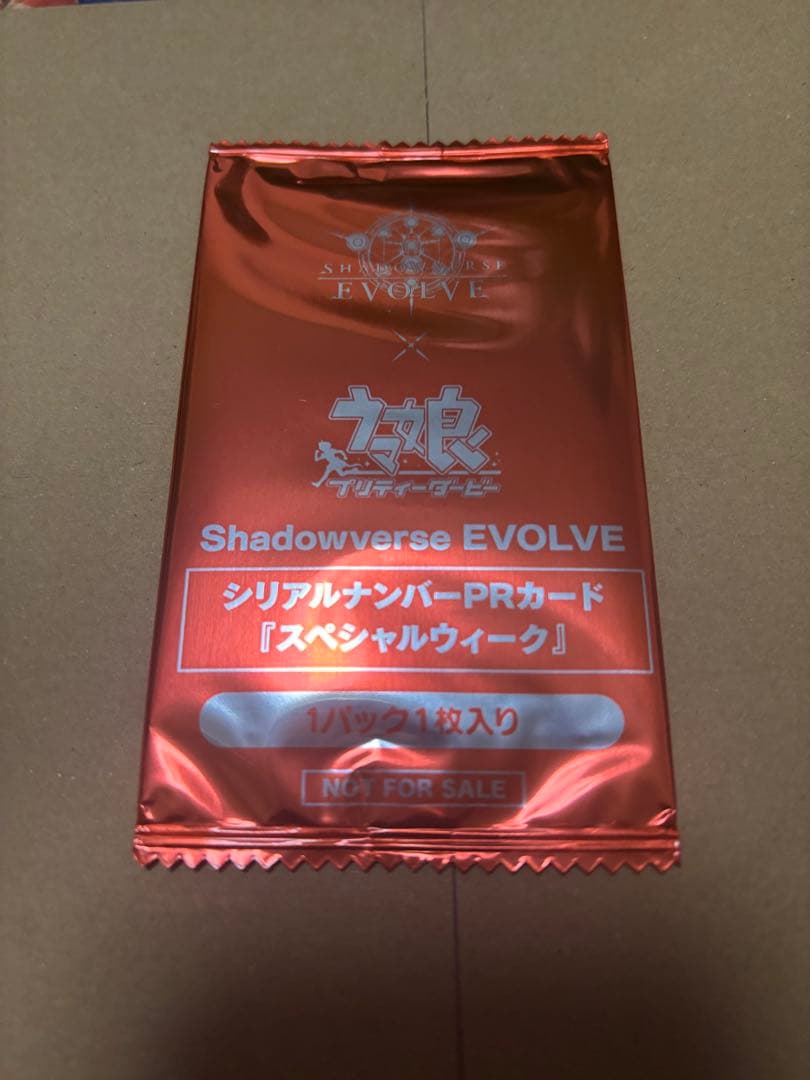 SHADOWVERSE
EVOLVE
×
ウマ娘
プリティーダービー
Shadowverse EVOLVE
シリアルナンバーPRカード
『スペシャルウィーク』
1パック1枚入り
NOT FOR SALE